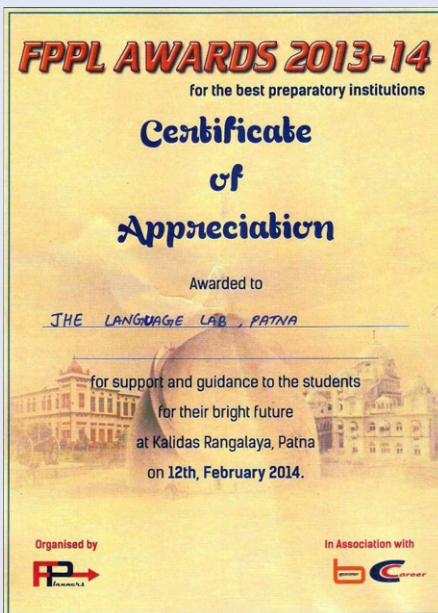 FPPL AWARDS 2013-14
for the best preparatory institutions
Certificate
of
Appreciation
Awarded to
THE LANGUAGE LAB, PATNA
for support and guidance to the students
for their bright future
at Kalidas Rangalaya, Patna
on 12th, February 2014.
Organised by
FP
lanners
In Association with
b
Career